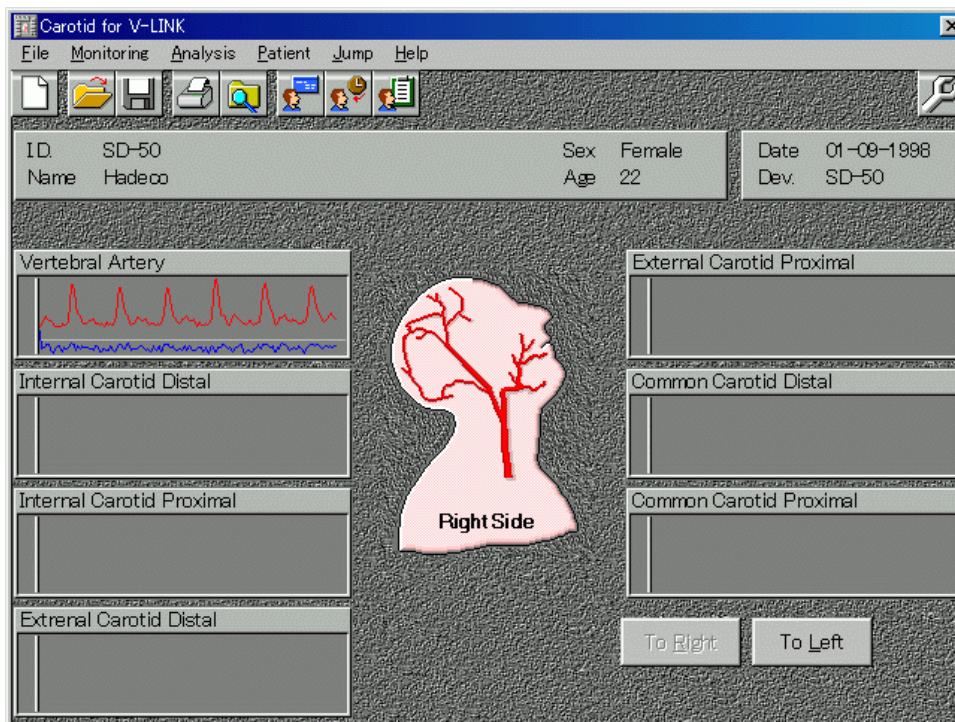 Carotid for V-LINK
File Monitoring Analysis Patient Jump Help
I.D. SD-50 Sex Female Date 01-09-1998
Name Hadeco Age 22 Dev. SD-50
Vertebral Artery
External Carotid Proximal
Internal Carotid Distal
Common Carotid Distal
Internal Carotid Proximal
Common Carotid Proximal
Right Side
Extrenal Carotid Distal
To Right To Left